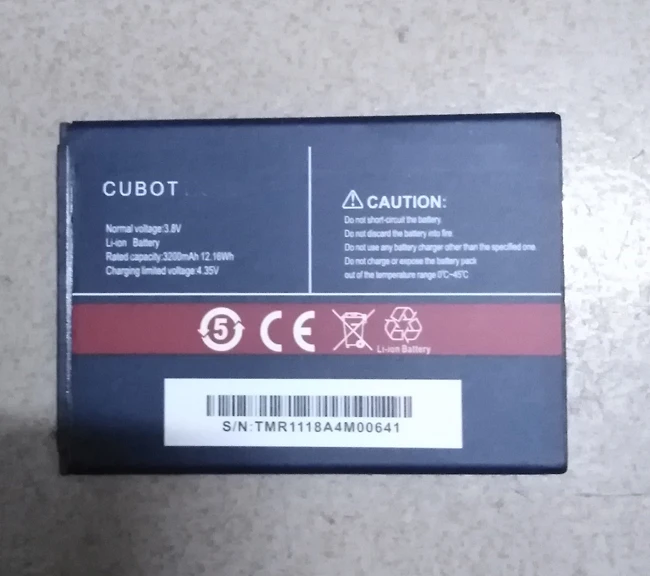 CUBOT
Normal voltage:3.8V
Li-ion Battery
Rated capacity:3200mAh 12.16Wh
Charging limited voltage:4.35V
CAUTION:
Do not short-circuit the battery.
Do not discard the battery into fire
Do not use any battery charger other than the specified one.
Do not charge or expose the battery pack
out of the temperature range 0℃~45℃
5
CE
Li-ion Battery
S/N:TMR1118A4M00641